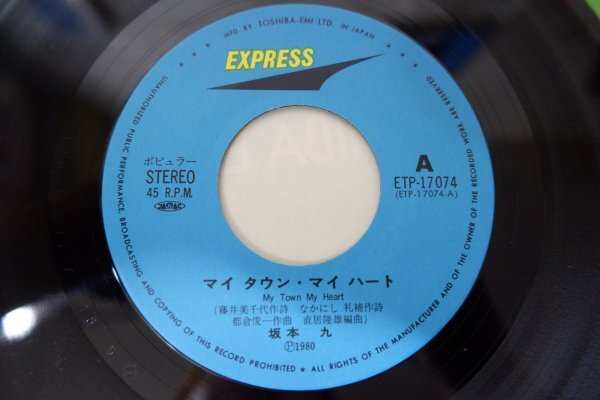 MFD. BY TOSHIBA-EMI LTD. IN JAPAN
EXPRESS
ポピュラー
STEREO
45 R.P.M.
JASRAC
A
ETP-17074
(ETP-17074-A)
マイ タウン・マイ ハート
My Town My Heart
(藤井美千代作詩 なかにし 礼補作詩
都倉俊一作曲 直居隆雄編曲)
坂本 九
Ⓟ1980
UNAUTHORIZED PUBLIC PERFORMANCE, BROADCASTING AND COPYING OF THIS RECORD PROHIBITED ★ ALL RIGHTS OF THE MANUFACTURER AND OF THE OWNER OF THE RECORDED WORK ARE RESERVED